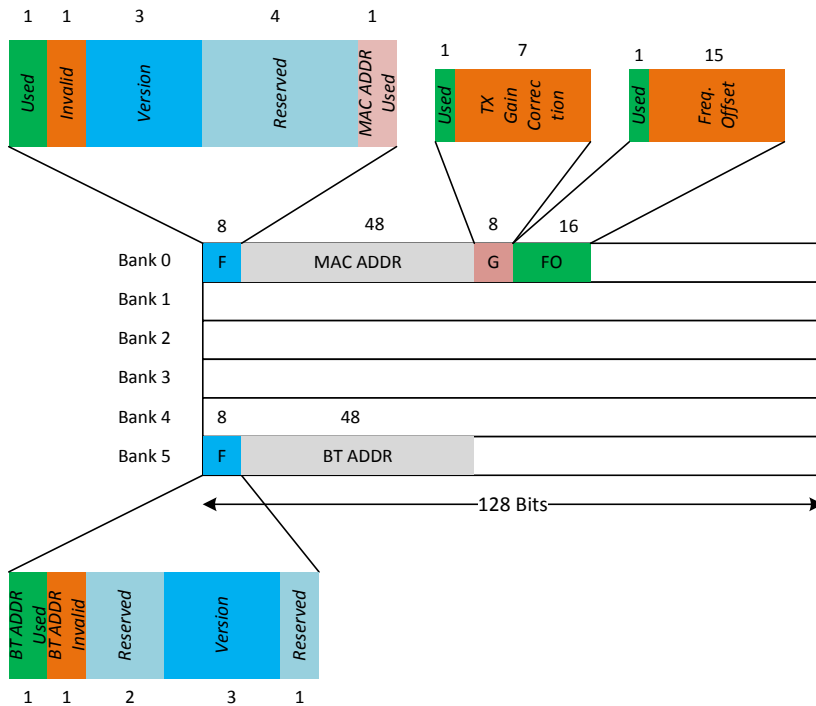 1 1 3 4 1
Used
Invalid
Version
Reserved
MAC ADDR
Used
1 7
Used
TX
Gain
Correc
tion
1 15
Used
Freq.
Offset
8 48 8 16
Bank 0 F MAC ADDR G FO
Bank 1
Bank 2
Bank 3
Bank 4 8 48
Bank 5 F BT ADDR
128 Bits
BT ADDR
Used
BT ADDR
Invalid
Reserved
Version
Reserved
1 1 2 3 1